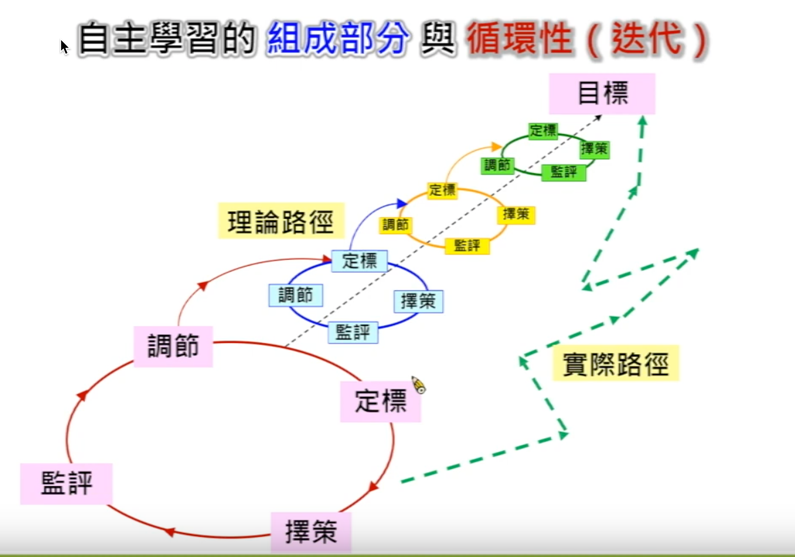 自主學習的 組成部分 與 循環性(迭代)
目標
定標
擇策
調節
監評
定標
擇策
調節
監評
理論路徑
定標
調節
擇策
監評
調節
實際路徑
定標
監評
擇策